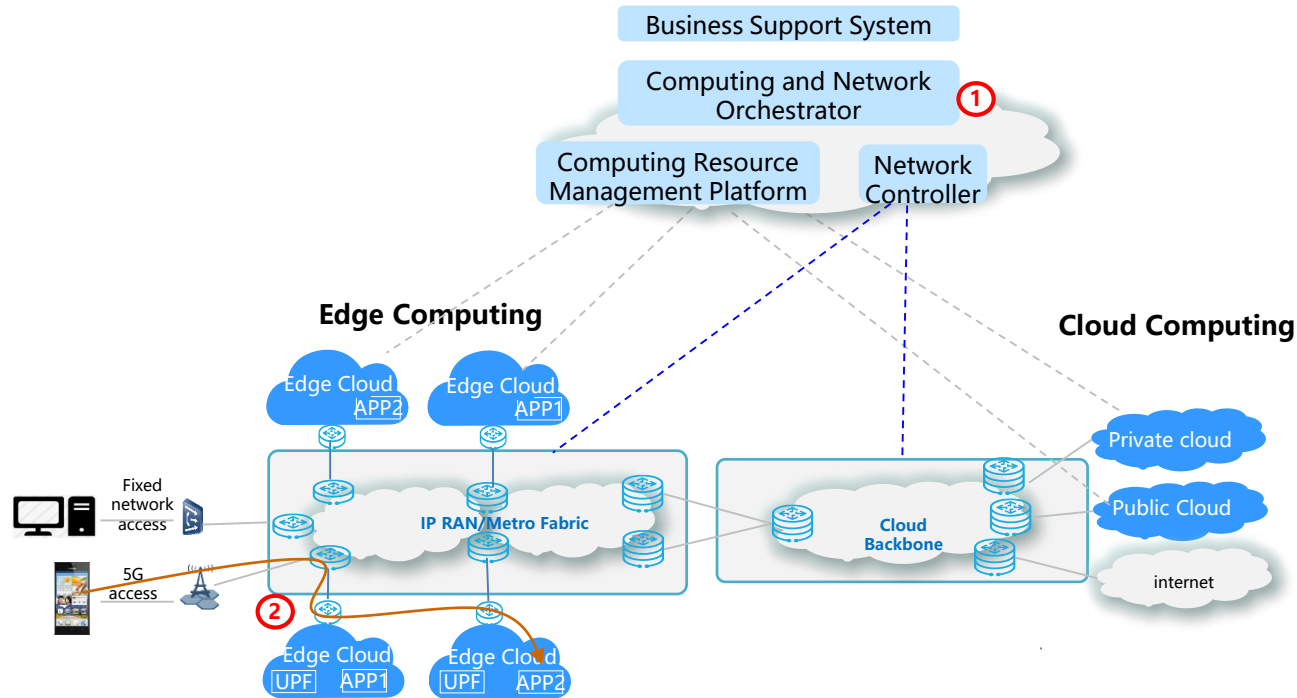 Business Support System
Computing and Network
Orchestrator
1
Computing Resource
Management Platform
Network
Controller
Edge Computing
Cloud Computing
Edge Cloud
APP2
Edge Cloud
APP1
Private cloud
Fixed
network
access
IP RAN/Metro Fabric
Cloud
Backbone
Public Cloud
5G
access
internet
2
Edge Cloud
UPF
APP1
Edge Cloud
UPF
APP2